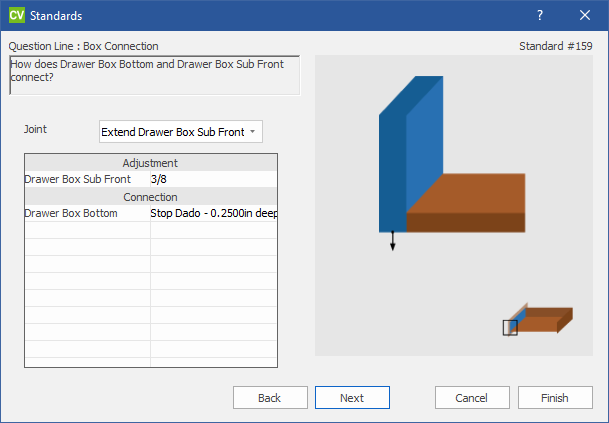 CV Standards ?
Question Line : Box Connection
Standard #159
How does Drawer Box Bottom and Drawer Box Sub Front
connect?
Joint
Extend Drawer Box Sub Front
Adjustment
Drawer Box Sub Front 3/8
Connection
Drawer Box Bottom Stop Dado - 0.2500in deep
Back Next Cancel Finish